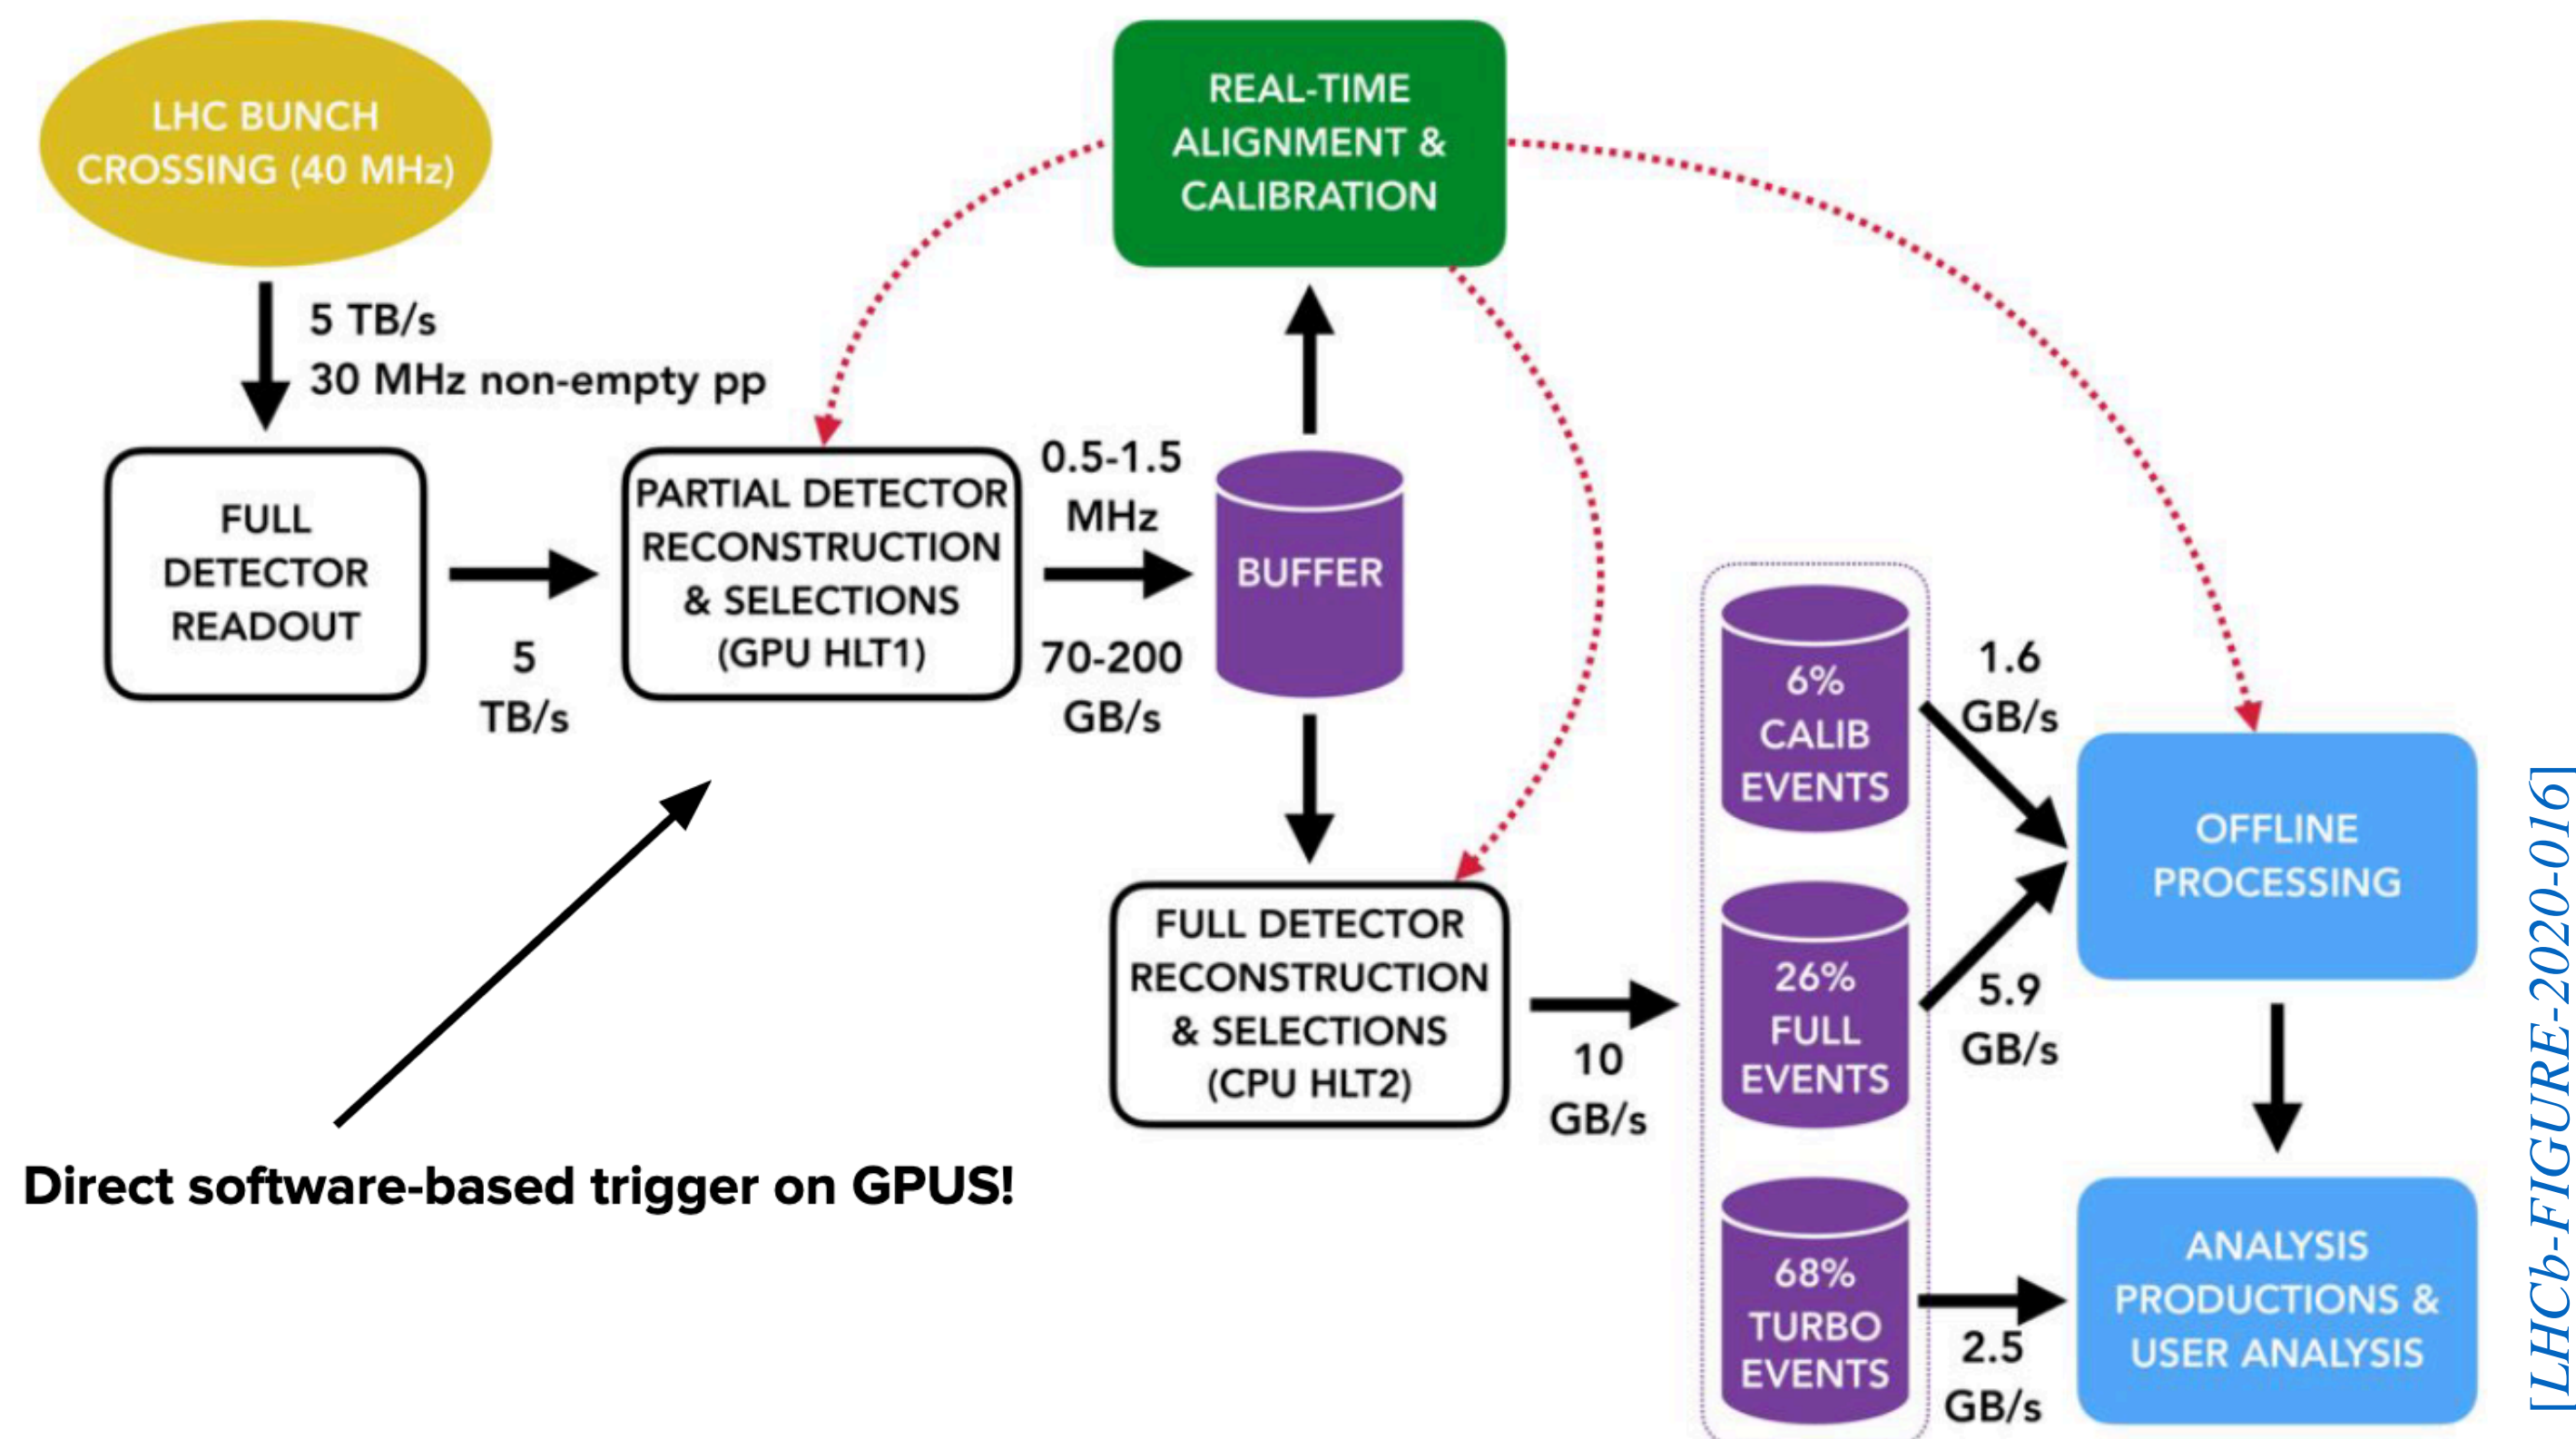 LHC BUNCH
CROSSING (40 MHz)
5 TB/s
30 MHz non-empty pp
FULL
DETECTOR
READOUT
5
TB/s
PARTIAL DETECTOR
RECONSTRUCTION
& SELECTIONS
(GPU HLT1)
0.5-1.5
MHz
70-200
GB/s
BUFFER
REAL-TIME
ALIGNMENT &
CALIBRATION
FULL DETECTOR
RECONSTRUCTION
& SELECTIONS
(CPU HLT2)
10
GB/s
6%
CALIB
EVENTS
1.6
GB/s
26%
FULL
EVENTS
5.9
GB/s
68%
TURBO
EVENTS
2.5
GB/s
OFFLINE
PROCESSING
ANALYSIS
PRODUCTIONS &
USER ANALYSIS
Direct software-based trigger on GPUS!
[LHCb-FIGURE-2020-016]